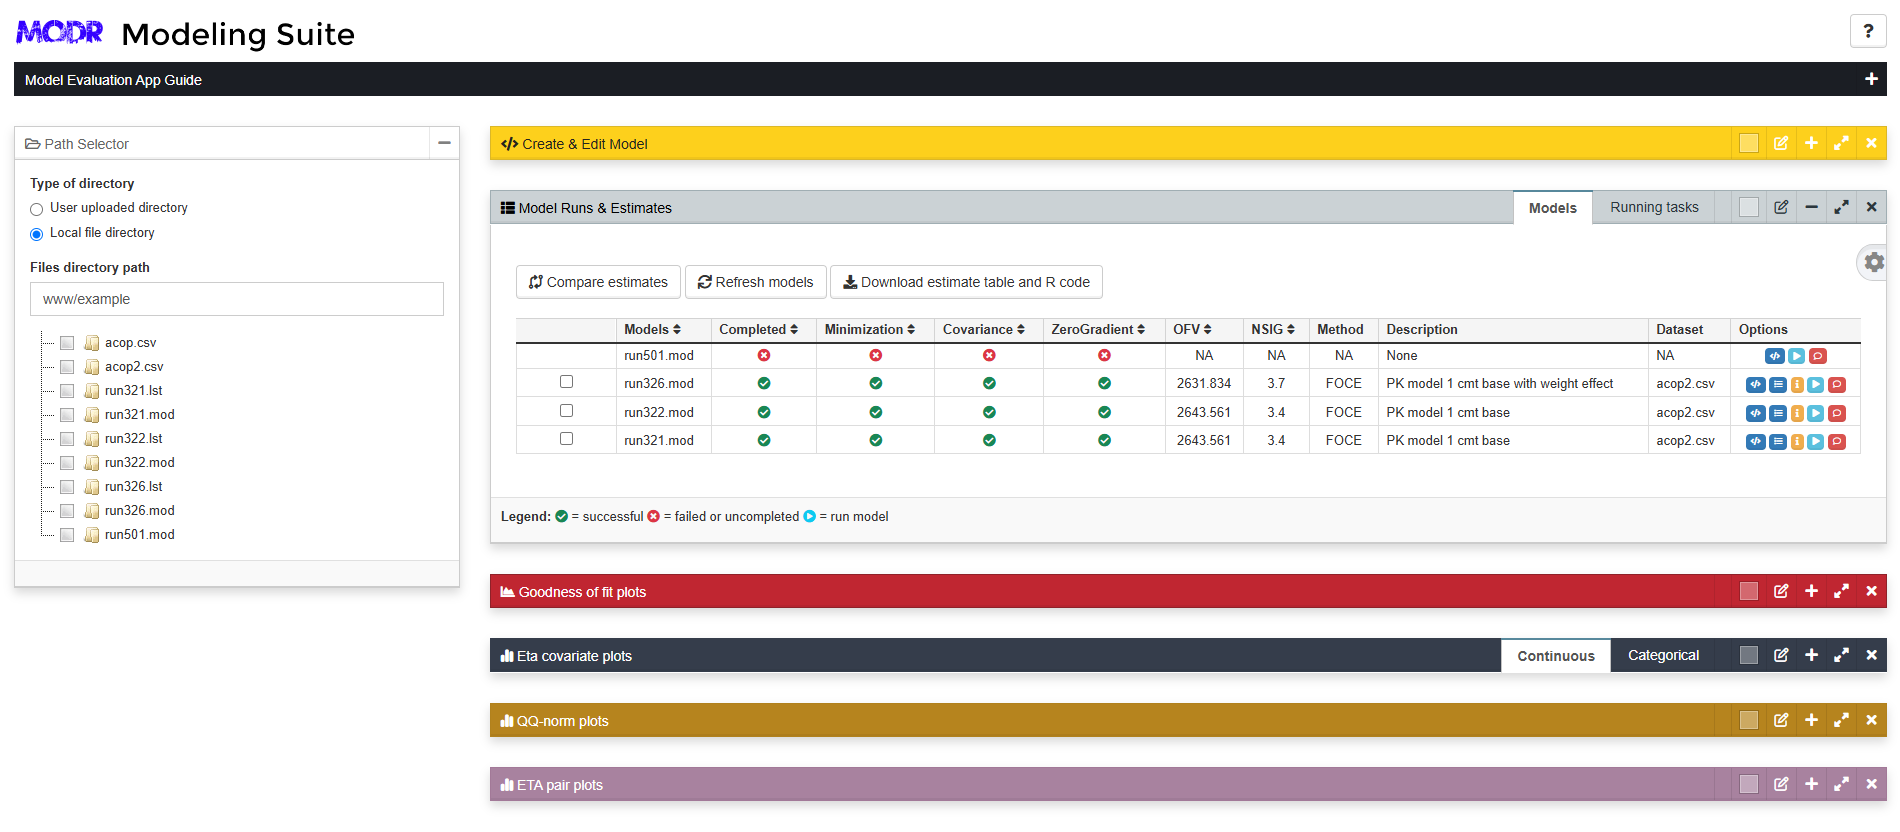 MODR Modeling Suite
?
Model Evaluation App Guide
Path Selector
Type of directory
User uploaded directory
Local file directory
Files directory path
www/example
acop.csv
acop2.csv
run321.lst
run321.mod
run322.lst
run322.mod
run326.lst
run326.mod
run501.mod
Create & Edit Model
Model Runs & Estimates Models Running tasks
Compare estimates Refresh models Download estimate table and R code
Models Completed Minimization Covariance ZeroGradient OFV NSIG Method Description Dataset Options
run501.mod NA NA NA None NA
run326.mod 2631.834 3.7 FOCE PK model 1 cmt base with weight effect acop2.csv
run322.mod 2643.561 3.4 FOCE PK model 1 cmt base acop2.csv
run321.mod 2643.561 3.4 FOCE PK model 1 cmt base acop2.csv
Legend: = successful = failed or uncompleted = run model
Goodness of fit plots
Eta covariate plots Continuous Categorical
QQ-norm plots
ETA pair plots